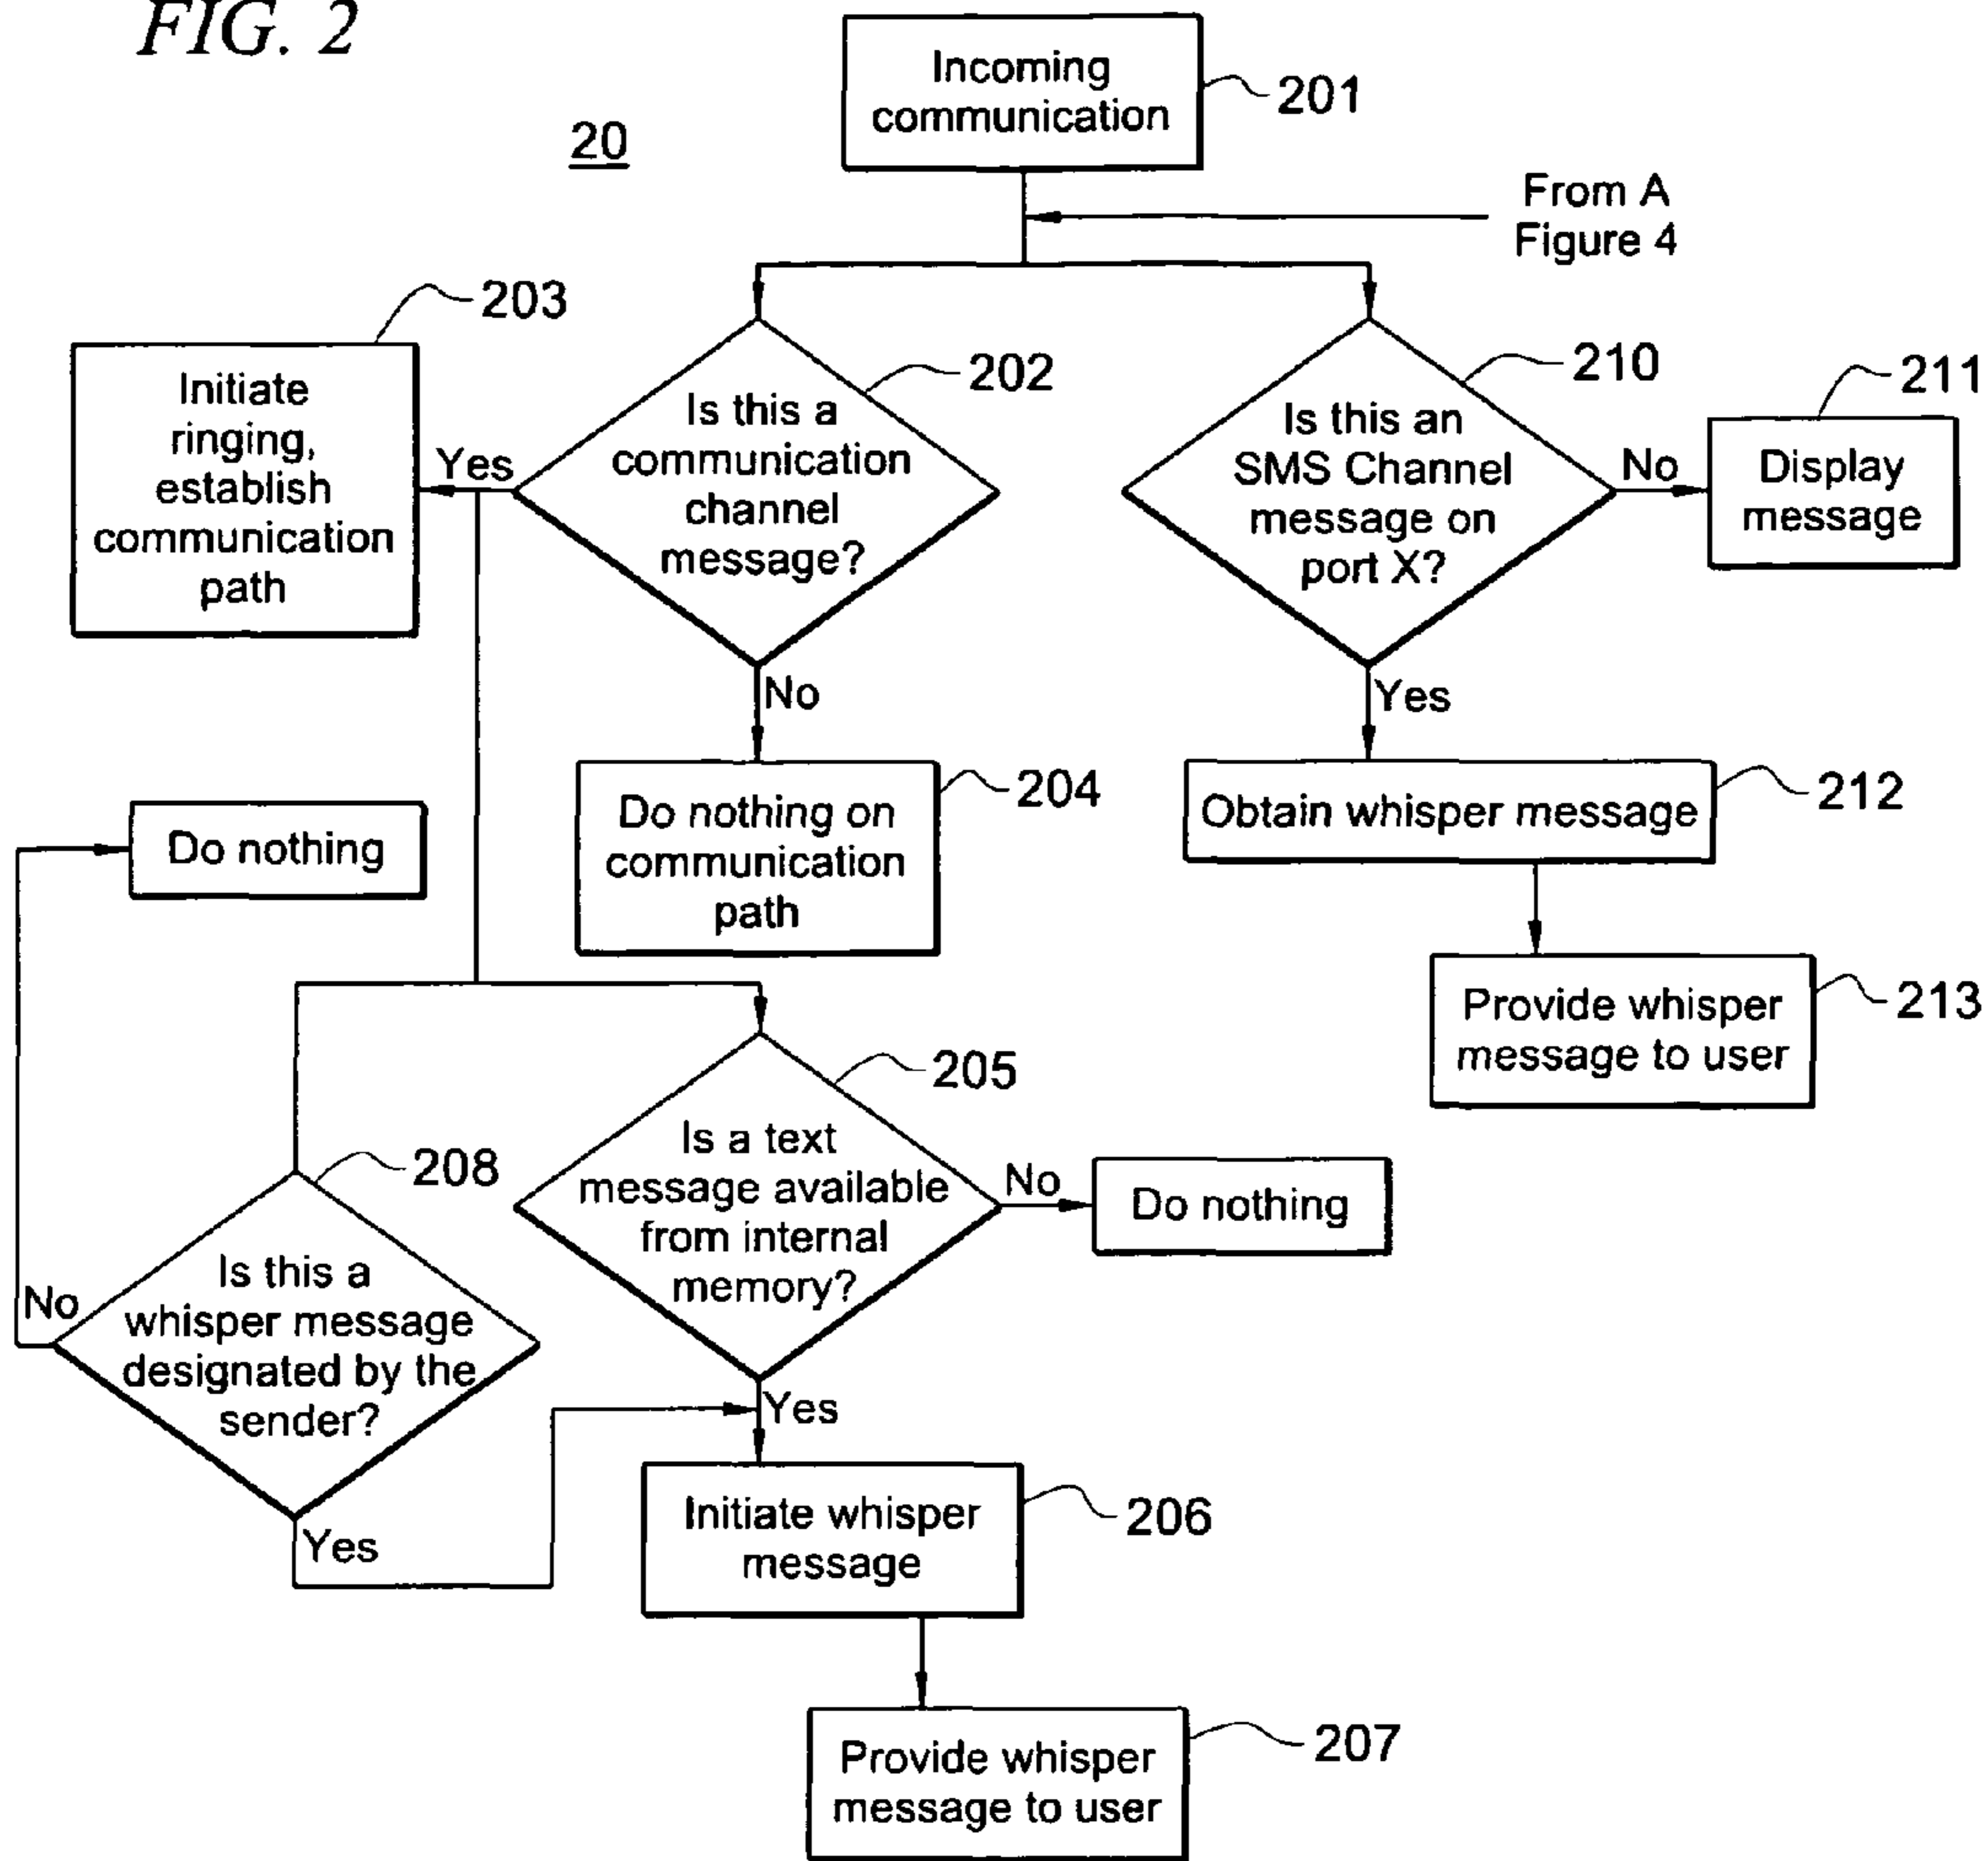 FIG. 2
Incoming
communication
201
20
From A
Figure 4
203
Initiate
ringing,
establish
communication
path
Yes
202
Is this a
communication
channel
message?
No
210
Is this an
SMS Channel
message on
port X?
No
211
Display
message
Yes
Do nothing
204
Do nothing on
communication
path
212
Obtain whisper message
213
Provide whisper
message to user
208
Is this a
whisper message
designated by the
sender?
No
Yes
205
Is a text
message available
from internal
memory?
No
Do nothing
Yes
206
Initiate whisper
message
207
Provide whisper
message to user